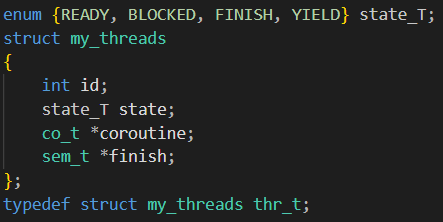 enum {READY, BLOCKED, FINISH, YIELD} state_T;
struct my_threads
{
    int id;
    state_T state;
    co_t *coroutine;
    sem_t *finish;
};
typedef struct my_threads thr_t;